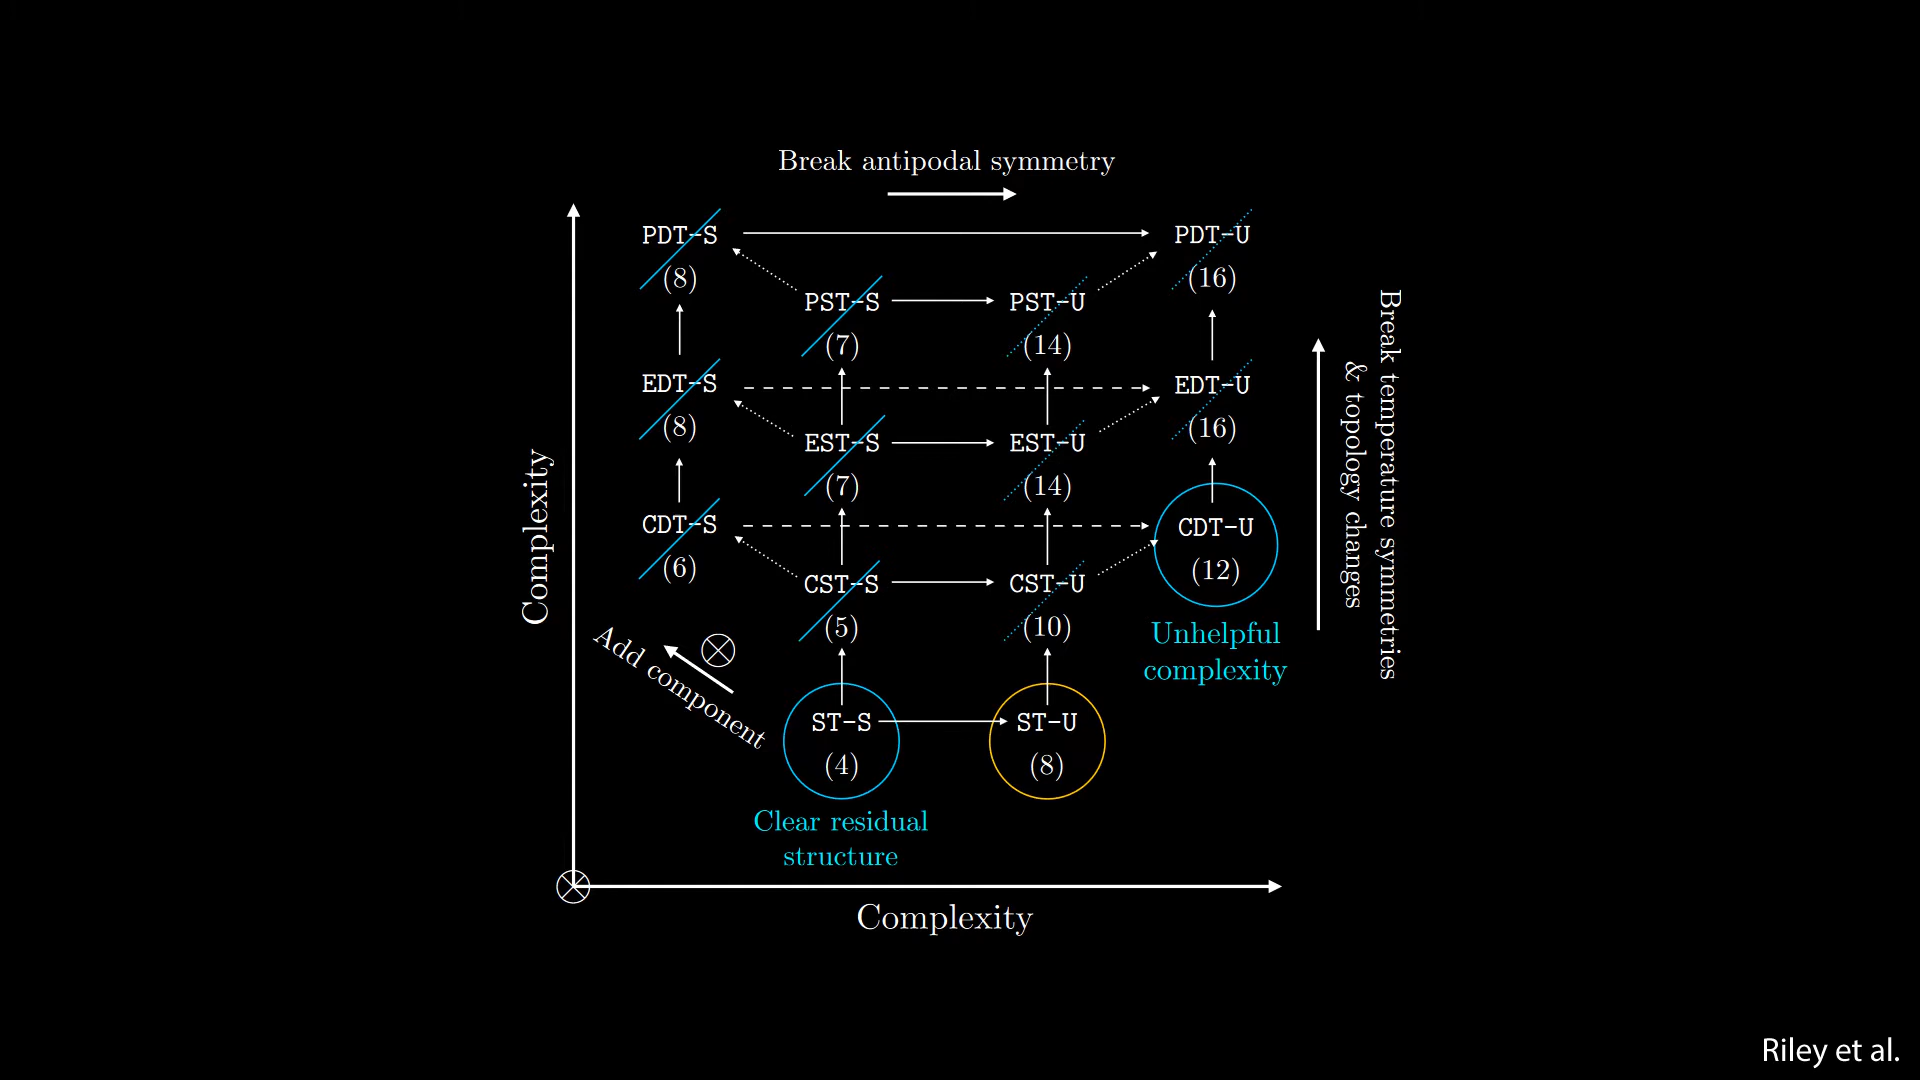 Break antipodal symmetry
PDT-S
(8)
PDT-U
(16)
PST-S
(7)
PST-U
(14)
EDT-S
(8)
EDT-U
(16)
EST-S
(7)
EST-U
(14)
CDT-S
(6)
CDT-U
(12)
CST-S
(5)
CST-U
(10)
Unhelpful
complexity
ST-S
(4)
ST-U
(8)
Clear residual
structure
Add component
Complexity
Complexity
Break temperature symmetries
& topology changes
Riley et al.